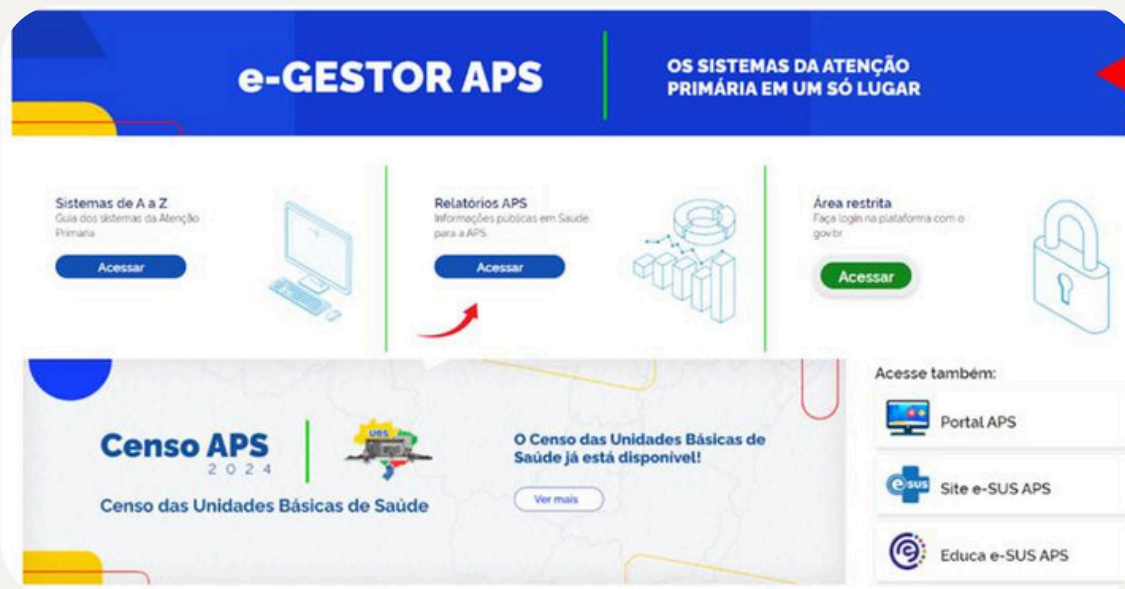 e-GESTOR APS
OS SISTEMAS DA ATENÇÃO
PRIMÁRIA EM UM SÓ LUGAR
Sistemas de A a Z
Guia dos sistemas da Atenção
Primária
Acessar
Relatórios APS
Informações públicas em Saúde
para a APS
Acessar
Área restrita
Faça login na plataforma com o
gov.br
Acessar
Censo APS
2024
Censo das Unidades Básicas de Saúde
UBS
O Censo das Unidades Básicas de
Saúde já está disponível!
Ver mais
Acesse também:
Portal APS
e sus
Site e-SUS APS
Educa e-SUS APS